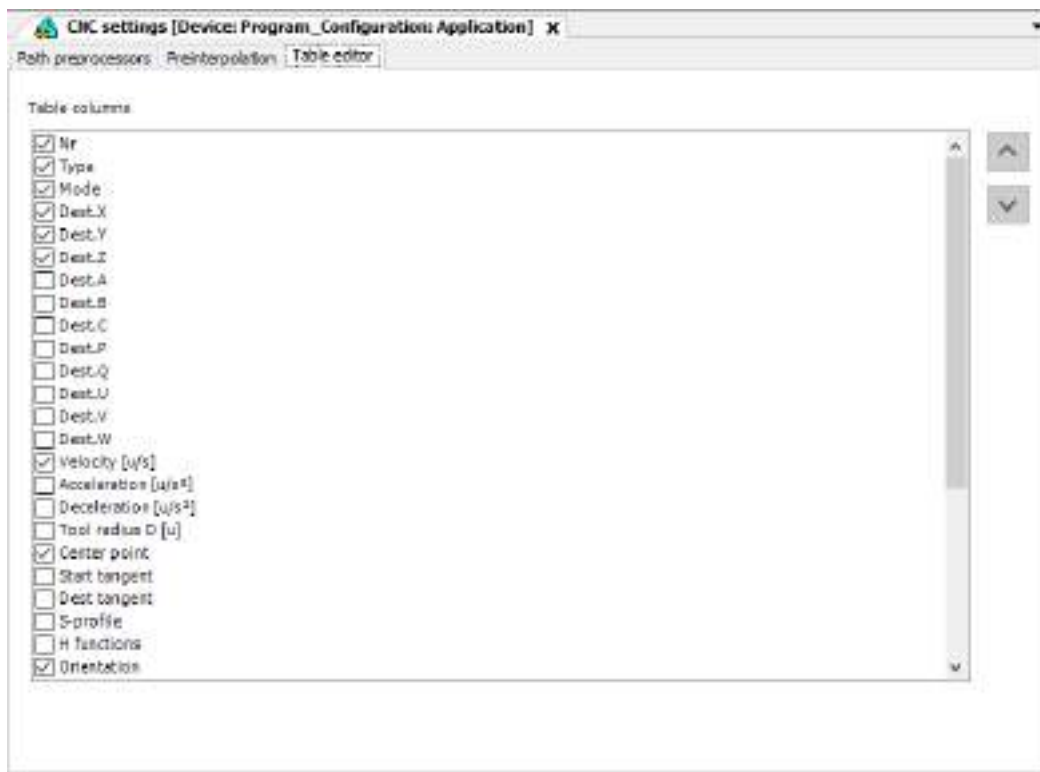 CNC settings [Device: Program_Configuration: Application] x
Path preprocessors Preinterpolation Table editor
Table columns
Nr
Type
Mode
Dest.X
Dest.Y
Dest.Z
Dest.A
Dest.B
Dest.C
Dest.P
Dest.Q
Dest.U
Dest.V
Dest.W
Velocity [u/s]
Acceleration [u/s²]
Deceleration [u/s²]
Tool radius D [u]
Center point
Start tangent
Dest tangent
S-profile
H functions
Orientation